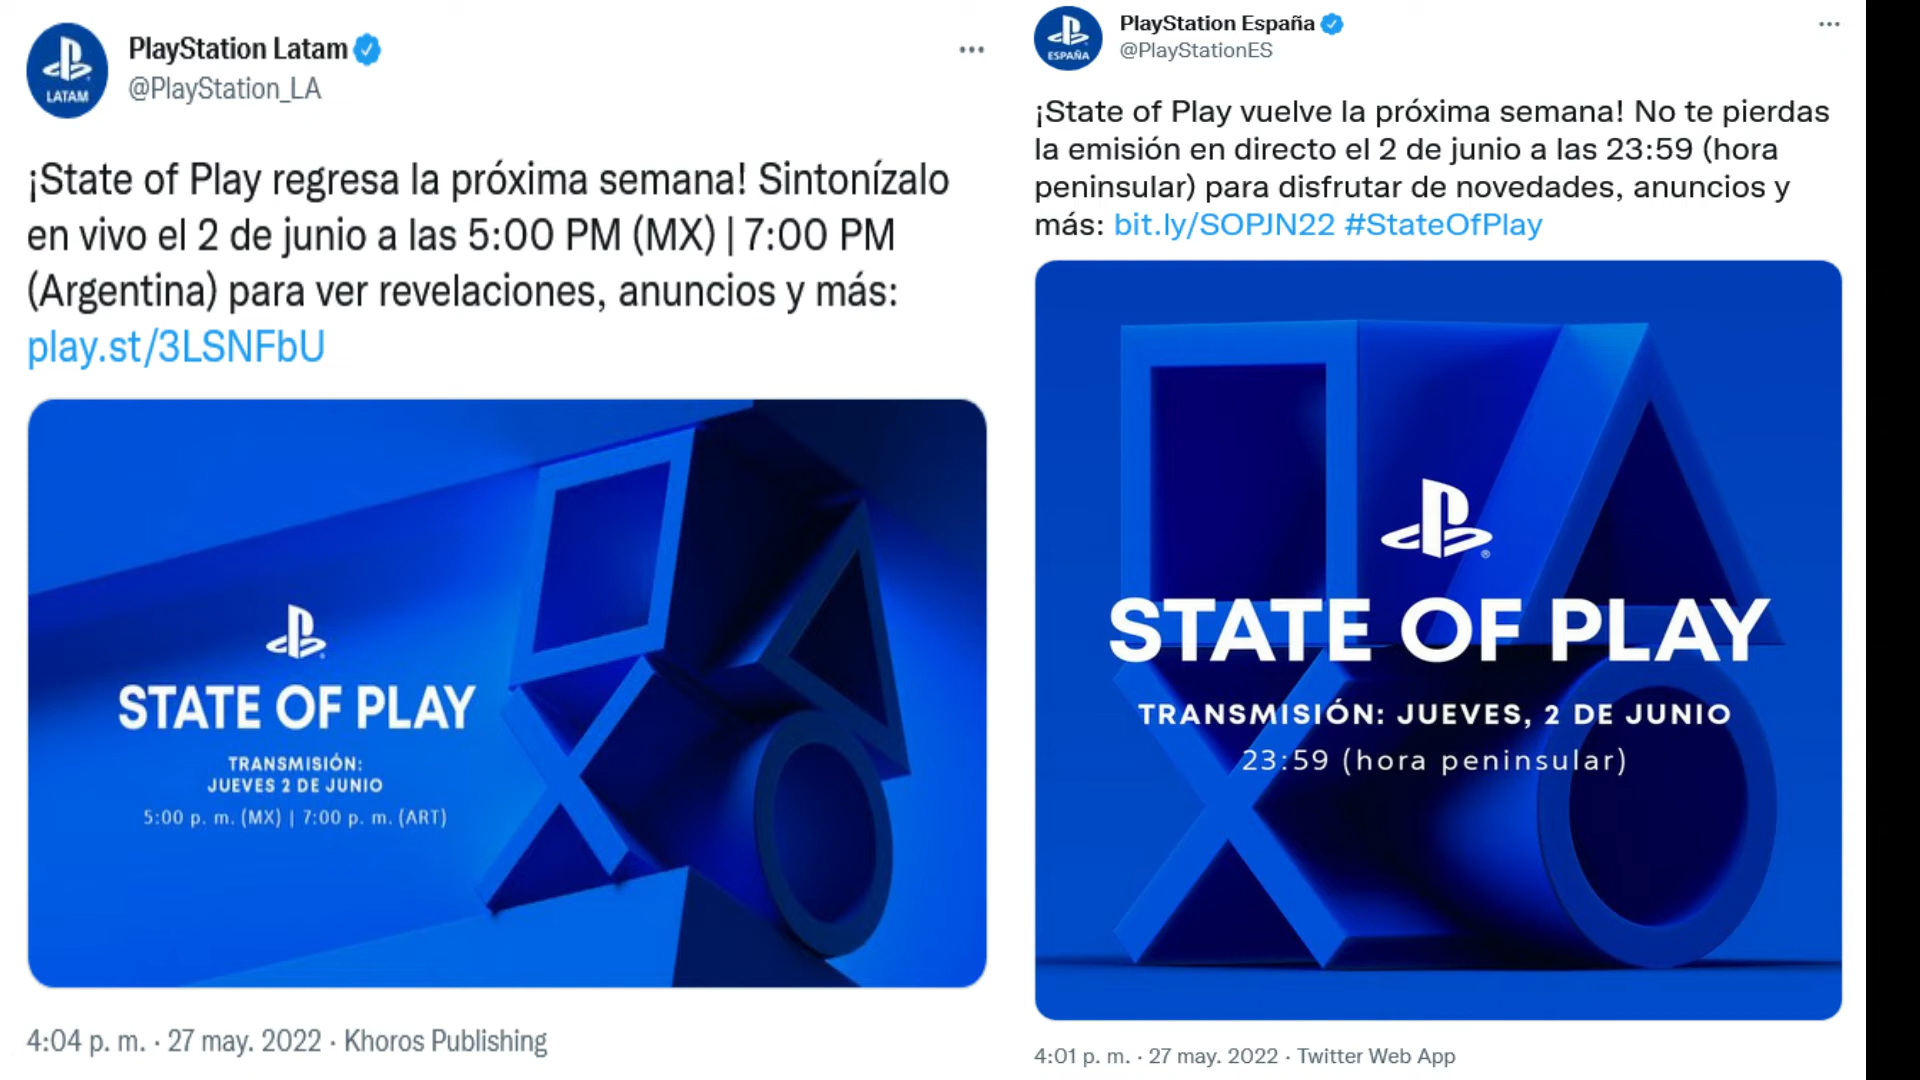 PlayStation Latam
@PlayStation_LA
LATAM
¡State of Play regresa la próxima semana! Sintonízalo
en vivo el 2 de junio a las 5:00 PM (MX) | 7:00 PM
(Argentina) para ver revelaciones, anuncios y más:
play.st/3LSNFbU
STATE OF PLAY
TRANSMISIÓN:
JUEVES 2 DE JUNIO
5:00 p. m. (MX) | 7:00 p. m. (ART)
4:04 p. m. · 27 may. 2022 · Khoros Publishing
PlayStation España
@PlayStationES
ESPAÑA
¡State of Play vuelve la próxima semana! No te pierdas
la emisión en directo el 2 de junio a las 23:59 (hora
peninsular) para disfrutar de novedades, anuncios y
más: bit.ly/SOPJN22 #StateOfPlay
STATE OF PLAY
TRANSMISIÓN: JUEVES, 2 DE JUNIO
23:59 (hora peninsular)
4:01 p. m. · 27 may. 2022 · Twitter Web App